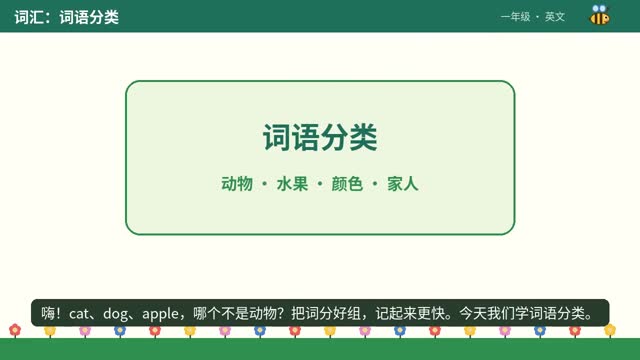 词汇：词语分类
一年级 · 英文
词语分类
动物 · 水果 · 颜色 · 家人
嗨！cat、dog、apple，哪个不是动物？把词分好组，记起来更快。今天我们学词语分类。